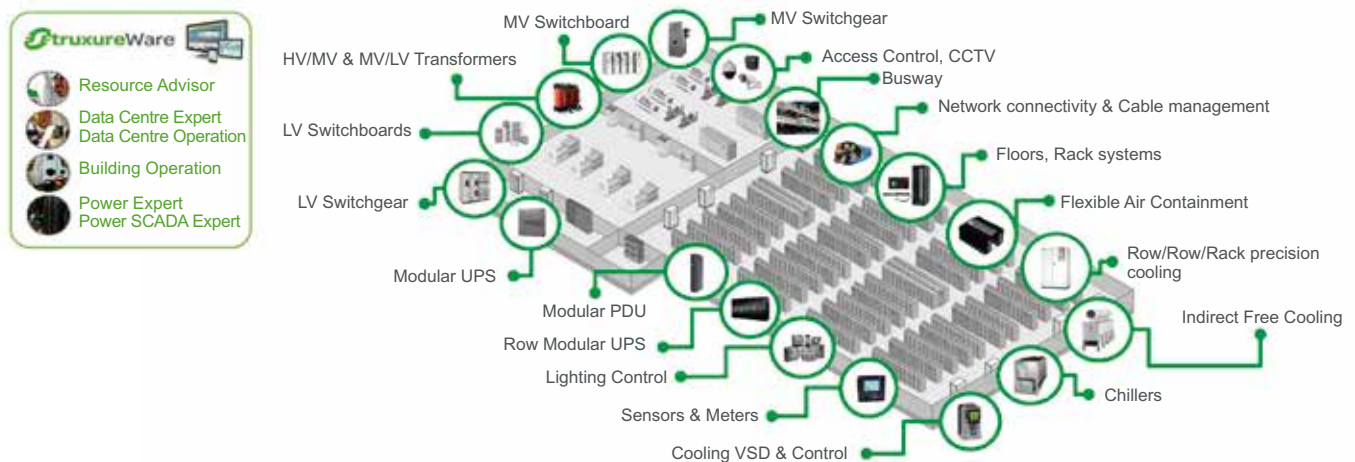 StruxureWare
Resource Advisor
Data Centre Expert
Data Centre Operation
Building Operation
Power Expert
Power SCADA Expert
MV Switchboard
MV Switchgear
HV/MV & MV/LV Transformers
Access Control, CCTV
Busway
Network connectivity & Cable management
LV Switchboards
Floors, Rack systems
LV Switchgear
Flexible Air Containment
Row/Row/Rack precision
cooling
Modular UPS
Modular PDU
Indirect Free Cooling
Row Modular UPS
Lighting Control
Chillers
Sensors & Meters
Cooling VSD & Control